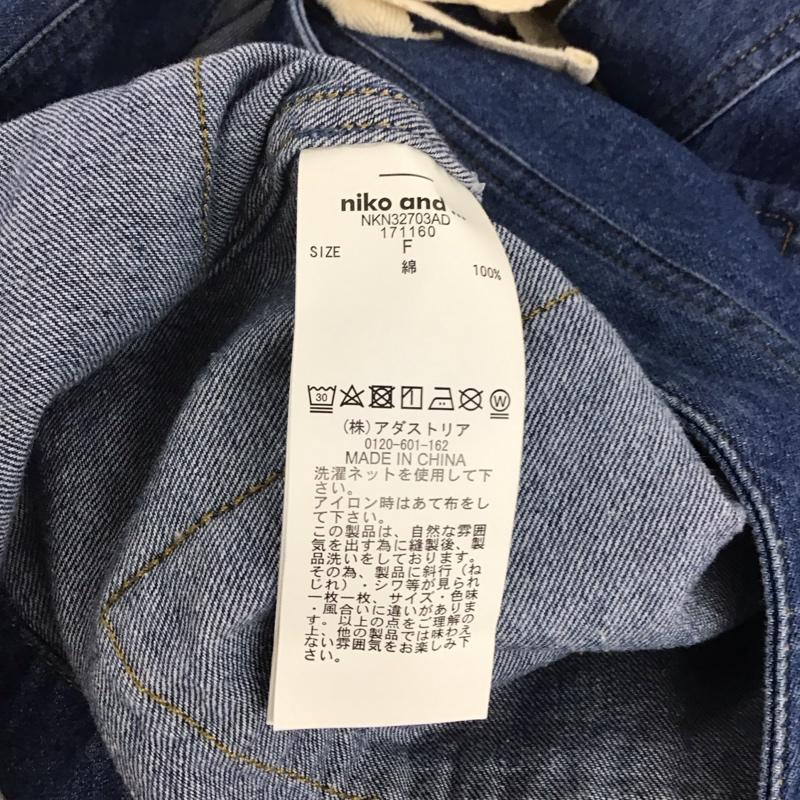 niko and...
NKN32703AD
171160
SIZE F
綿 100%
30
W
(株)アダストリア
0120-601-162
MADE IN CHINA
洗濯ネットを使用して下
さい。
アイロン時はあて布をし
て下さい。
この製品は、自然な雰囲
気を出す為に縫製後、製
品洗いをしております。
その為、製品に斜行(ね
じれ)・シワ等が見られ
一枚一枚、サイズ・色味
・風合いに違いがありま
す。以上の点をご理解の
上、他の製品では味わえ
ない雰囲気をお楽しみ下
さい。